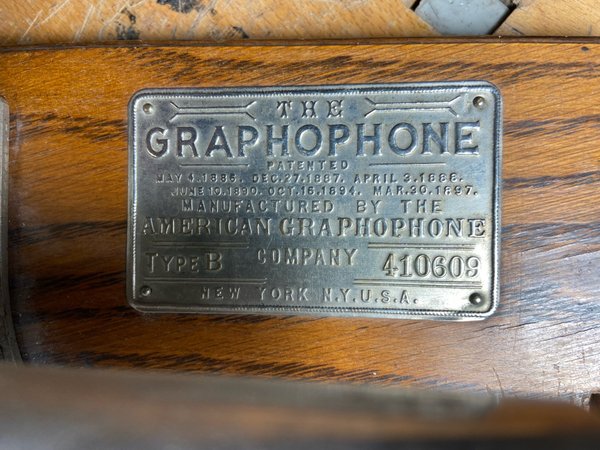 THE
GRAPHOPHONE
PATENTED
MAY 4.1886. DEC.27.1887. APRIL 3.1888.
JUNE 10.1890. OCT.16.1894. MAR.30.1897.
MANUFACTURED BY THE
AMERICAN GRAPHOPHONE
TYPE B COMPANY 410609
NEW YORK N.Y.U.S.A.